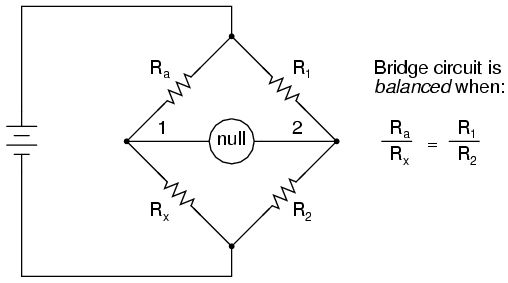 Ra
R1
1
2
null
Rx
R2
Bridge circuit is
balanced when:
Ra/Rx = R1/R2